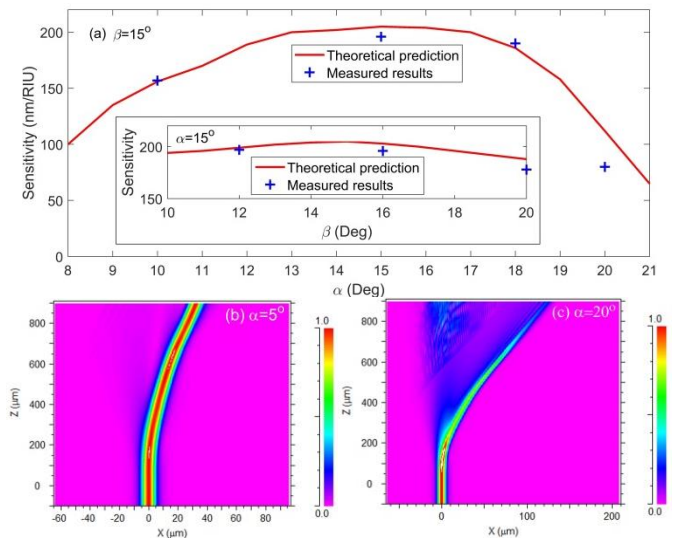 (a) β=15°
200
150
100
50
0
Sensitivity (nm/RIU)
Theoretical prediction
Measured results
α=15°
200
150
Sensitivity
Theoretical prediction
Measured results
10 12 14 16 18 20
β (Deg)
8 9 10 11 12 13 14 15 16 17 18 19 20 21
α (Deg)
(b) α=5°
800
600
400
200
0
Z (µm)
-60 -40 -20 0 20 40 60 80
X (µm)
1.0
0.0
(c) α=20°
800
600
400
200
0
Z (µm)
-100 0 100 200
X (µm)
1.0
0.0